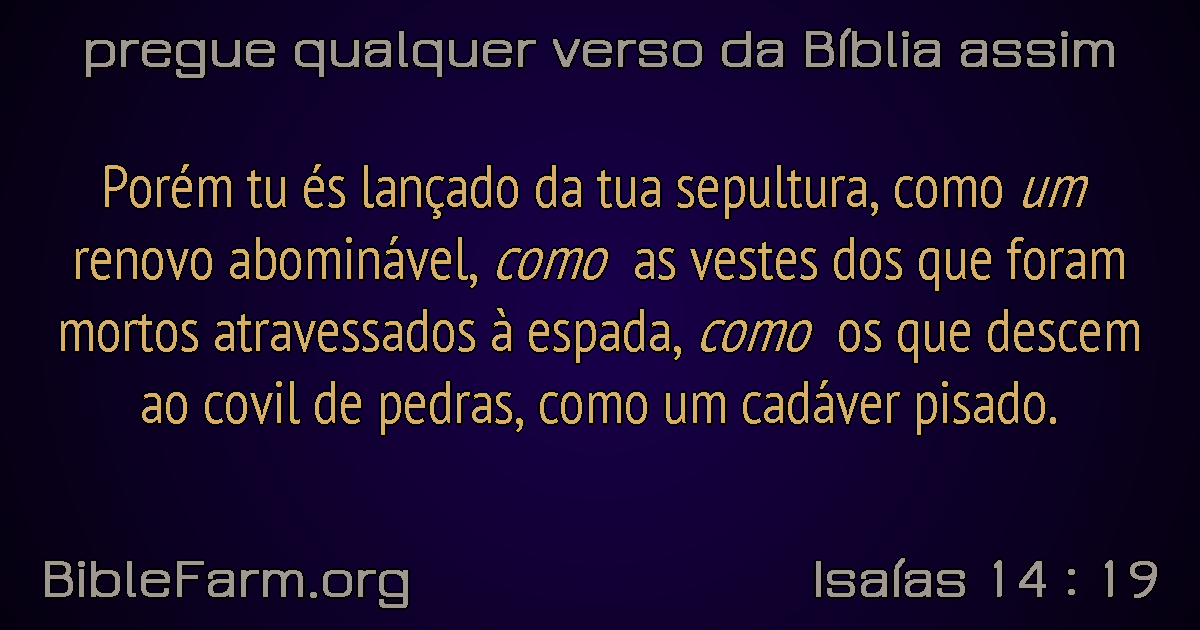 pregue qualquer verso da Bíblia assim
Porém tu és lançado da tua sepultura, como um
renovo abominável, como as vestes dos que foram
mortos atravessados à espada, como os que descem
ao covil de pedras, como um cadáver pisado.
BibleFarm.org
Isaías 14 : 19